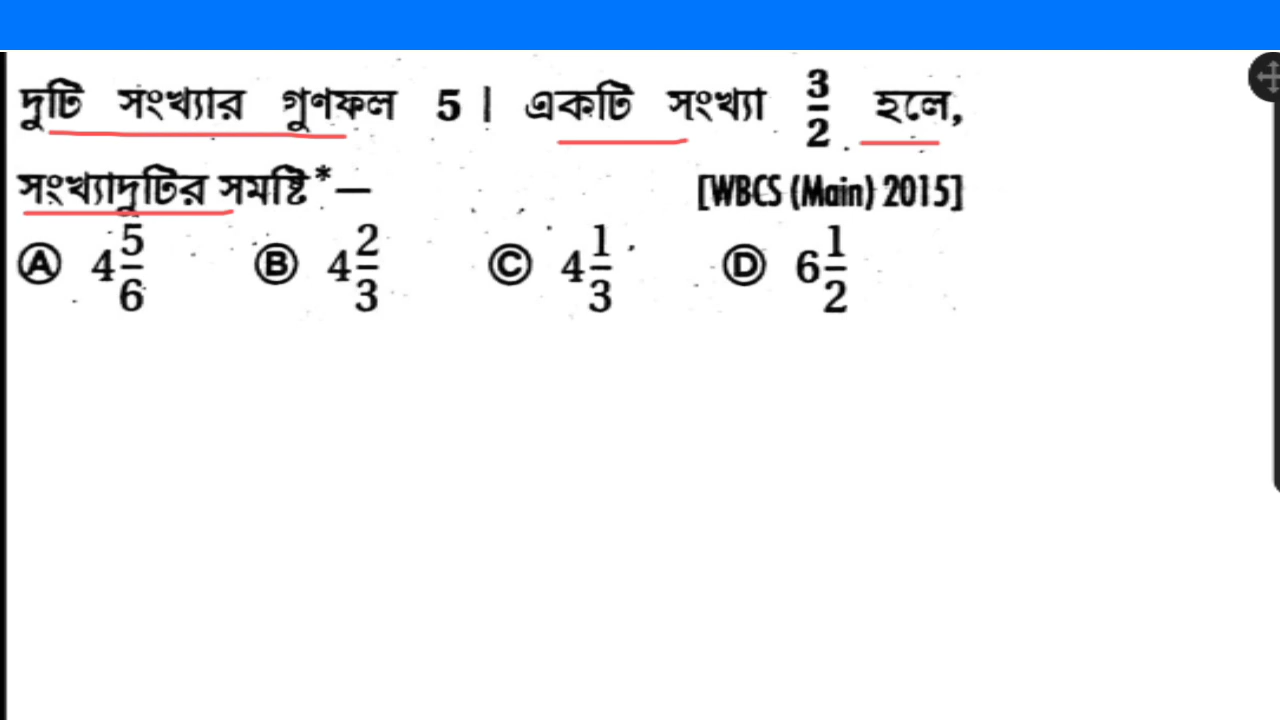 দুটি সংখ্যার গুণফল 5 | একটি সংখ্যা 3/2 হলে,
সংখ্যাদুটির সমষ্টি*— [WBCS (Main) 2015]
Ⓐ 4 5/6 Ⓑ 4 2/3 Ⓒ 4 1/3 Ⓓ 6 1/2